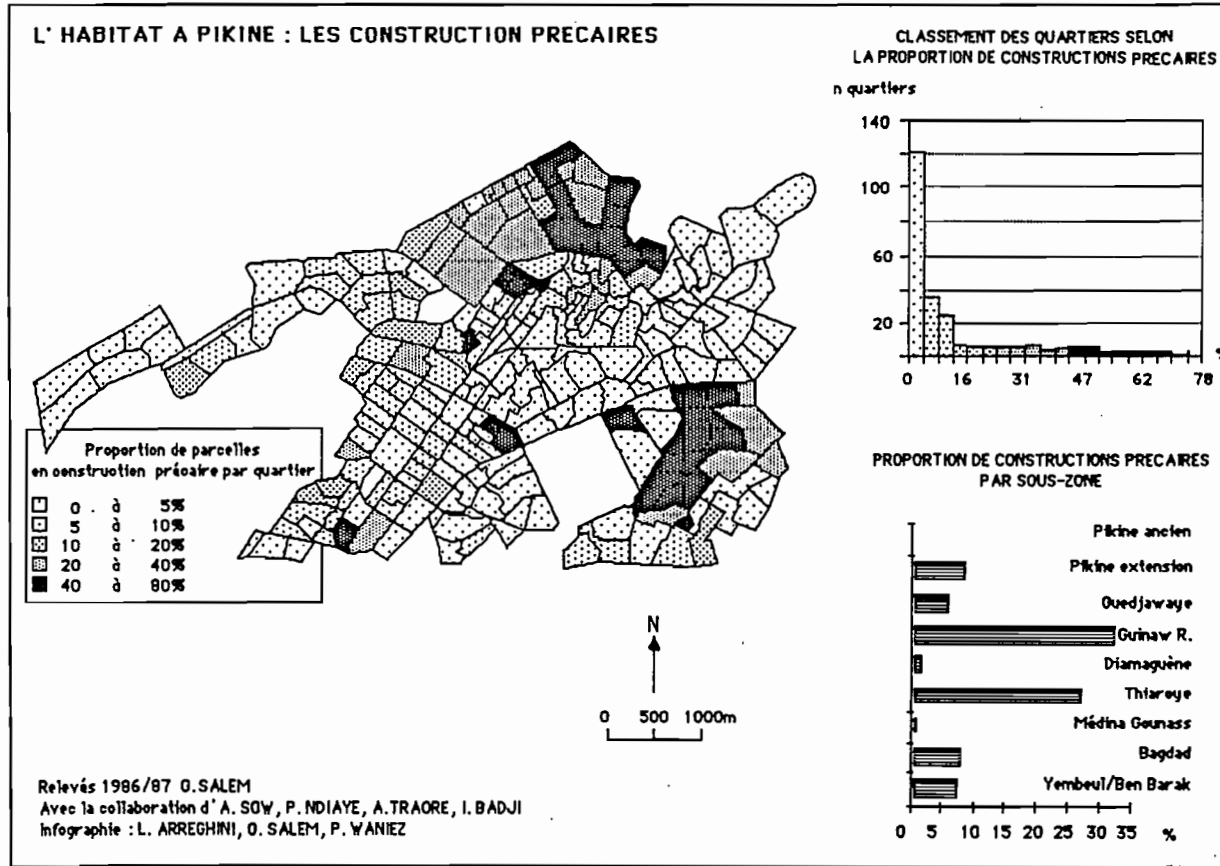 L' HABITAT A PIKINE : LES CONSTRUCTION PRECAIRES
CLASSEMENT DES QUARTIERS SELON
LA PROPORTION DE CONSTRUCTIONS PRECAIRES
n quartiers
140
100
60
20
0 16 31 47 62 78
%
Proportion de parcelles
en construction précaire par quartier
0 à 5%
5 à 10%
10 à 20%
20 à 40%
40 à 80%
PROPORTION DE CONSTRUCTIONS PRECAIRES
PAR SOUS-ZONE
Pikine ancien
Pikine extension
Guedjawaye
Guinaw R.
Diamaguène
Thiaroye
Médina Gounass
Bagdad
Yembeul/Ben Barak
0 5 10 15 20 25 30 35 %
N
0 500 1000m
Relevés 1986/87 G.SALEM
Avec la collaboration d' A. SOW, P. NDIAYE, A.TRAORE, I. BADJI
Infographie : L. ARREGHINI, G. SALEM, P. WANIEZ